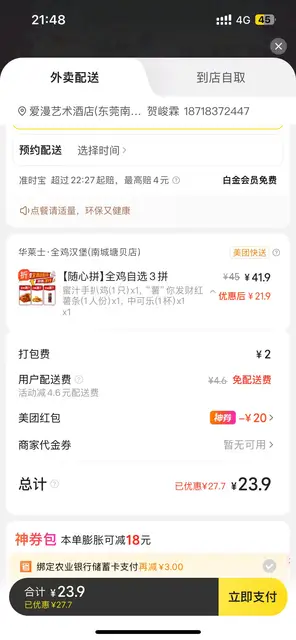 21:48
4G 45
外卖配送
到店自取
爱漫艺术酒店(东莞南... 贺峻霖 18718372447
预约配送 选择时间
准时宝 超过22:27起赔，最高赔4元 白金会员免费
点餐请适量，环保又健康
华莱士·全鸡汉堡(南城塘贝店) 美团快送
折
【随心拼】全鸡自选3拼 ¥45 ¥41.9
蜜汁手扒鸡(1只)x1, "薯"你发财红
优惠后 ¥21.9
薯条(1人份)x1, 中可乐(1杯)x1
x1
打包费 ¥2
用户配送费 ¥4.6 免配送费
活动减4.6元配送费
美团红包 神券 -¥20
商家代金券 暂无可用
总计 已优惠¥27.7 ¥23.9
神券包 本单膨胀可减18元
绑定农业银行储蓄卡支付再减¥3.00
合计 ¥23.9
已优惠¥27.7
立即支付